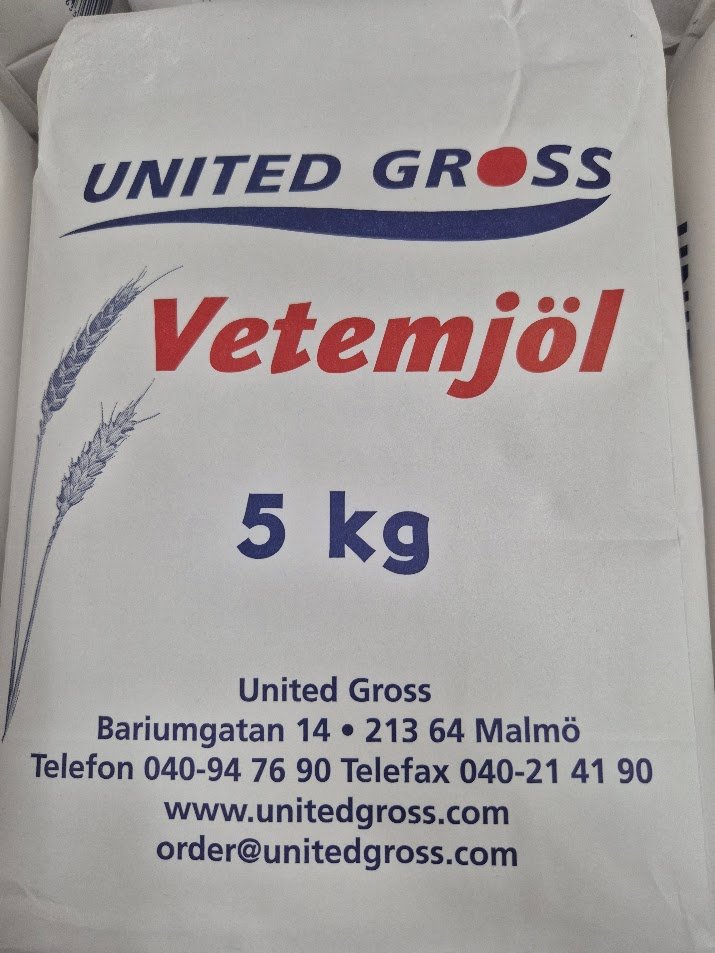 UNITED GROSS
Vetemjöl
5 kg
United Gross
Bariumgatan 14 • 213 64 Malmö
Telefon 040-94 76 90 Telefax 040-21 41 90
www.unitedgross.com
order@unitedgross.com